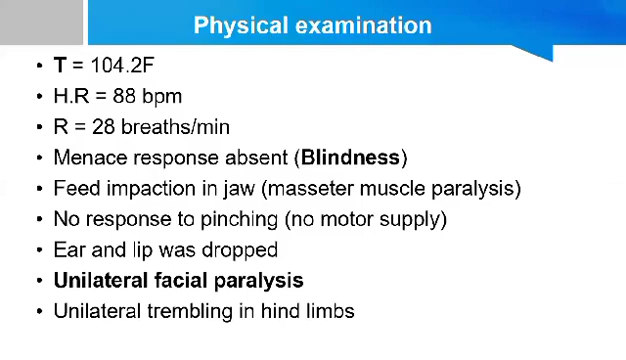 Physical examination
• T = 104.2F
• H.R = 88 bpm
• R = 28 breaths/min
• Menace response absent (Blindness)
• Feed impaction in jaw (masseter muscle paralysis)
• No response to pinching (no motor supply)
• Ear and lip was dropped
• Unilateral facial paralysis
• Unilateral trembling in hind limbs